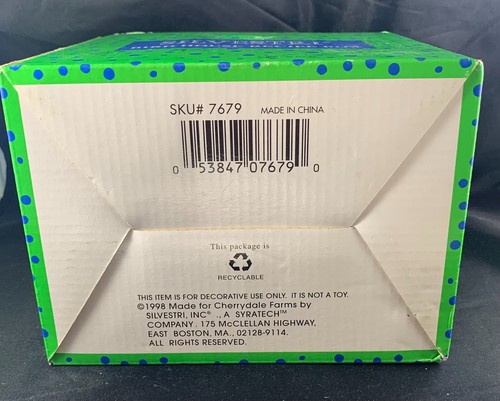 SKU# 7679 MADE IN CHINA
0 53847 07679 0
This package is
RECYCLABLE
THIS ITEM IS FOR DECORATIVE USE ONLY. IT IS NOT A TOY.
©1998 Made for Cherrydale Farms by
SILVESTRI, INC® ., A SYRATECH™
COMPANY. 175 McCLELLAN HIGHWAY,
EAST BOSTON, MA., 02128-9114.
ALL RIGHTS RESERVED.